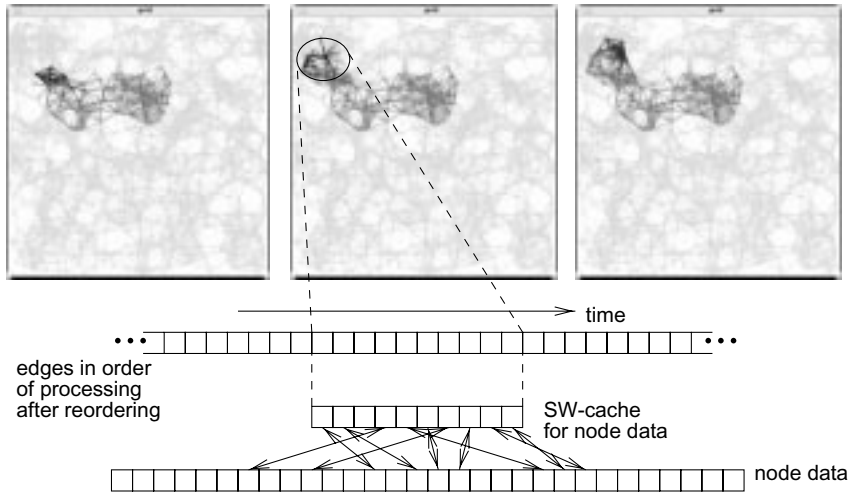 time
edges in order
of processing
after reordering
SW-cache
for node data
node data